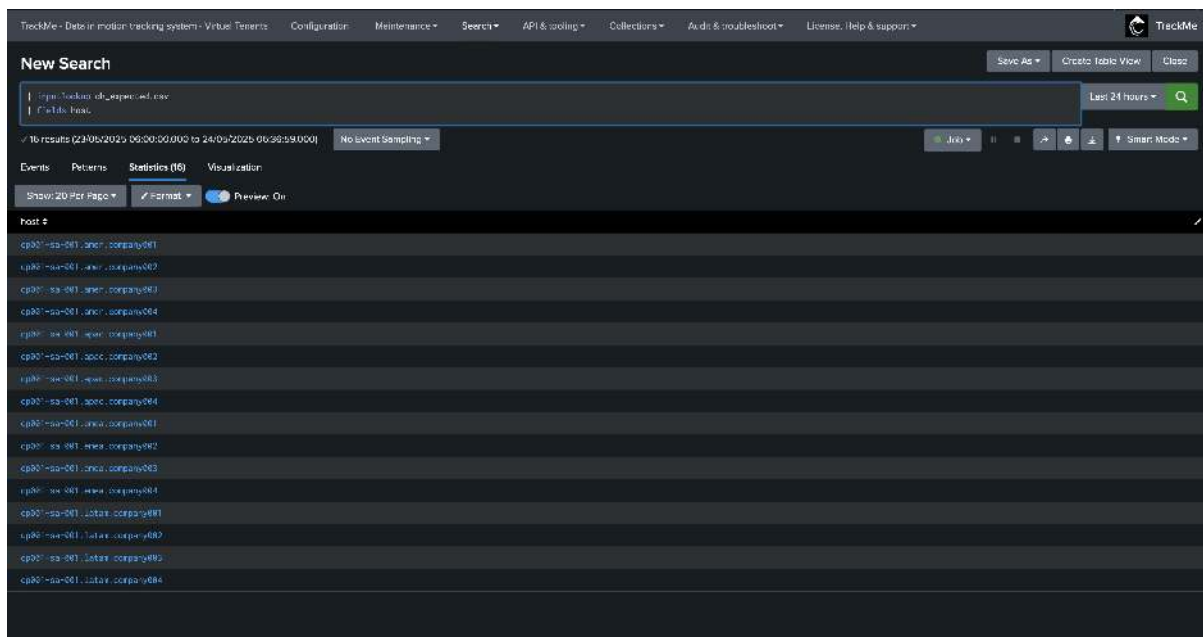 TrackMe - Data in motion tracking system - Virtual Tenants Configuration Maintenance Search API & tooling Collections Audit & troubleshoot License, Help & support TrackMe
New Search Save As Create Table View Close
| inputlookup ch_expected.csv Last 24 hours
| fields host
16 results (23/05/2025 06:00:00.000 to 24/05/2025 06:36:59.000) No Event Sampling Job Smart Mode
Events Patterns Statistics (16) Visualization
Show: 20 Per Page Format Preview: On
host
cp001-sa-001.amer.company001
cp001-sa-001.amer.company002
cp001-sa-001.amer.company003
cp001-sa-001.amer.company004
cp001-sa-001.apac.company001
cp001-sa-001.apac.company002
cp001-sa-001.apac.company003
cp001-sa-001.apac.company004
cp001-sa-001.emea.company001
cp001-sa-001.emea.company002
cp001-sa-001.emea.company003
cp001-sa-001.emea.company004
cp001-sa-001.latam.company001
cp001-sa-001.latam.company002
cp001-sa-001.latam.company003
cp001-sa-001.latam.company004